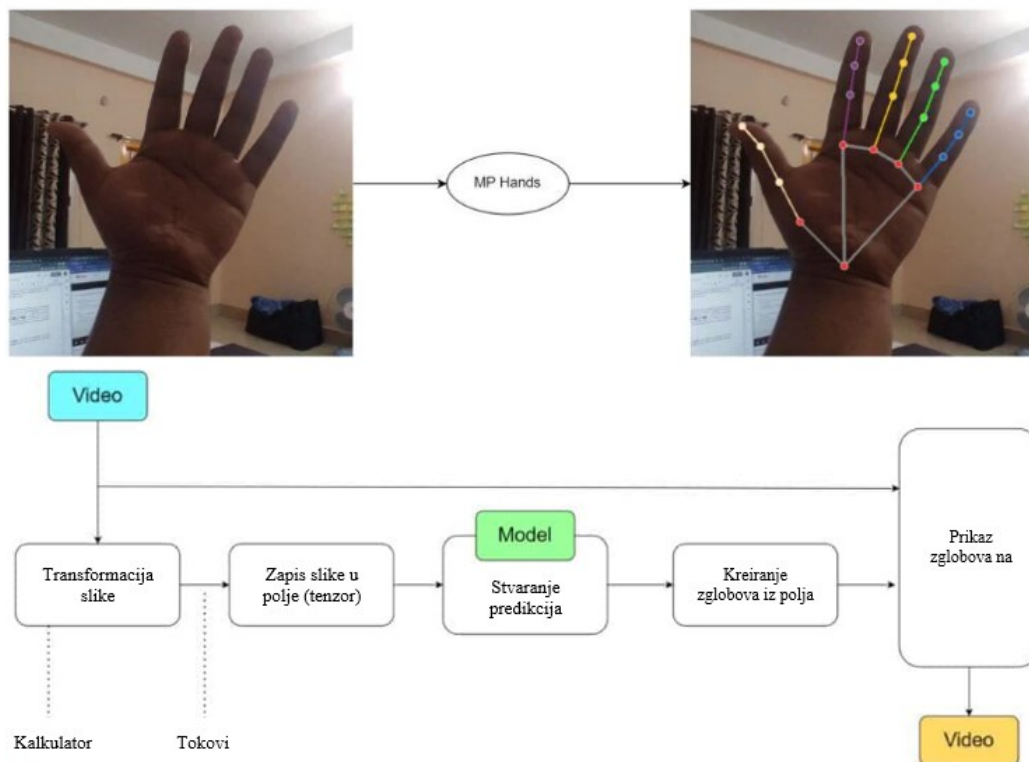 MP Hands
Video
Model
Transformacija
slike
Zapis slike u
polje (tenzor)
Stvaranje
predikcija
Kreiranje
zglobova iz polja
Prikaz
zglobova na
Kalkulator
Tokovi
Video